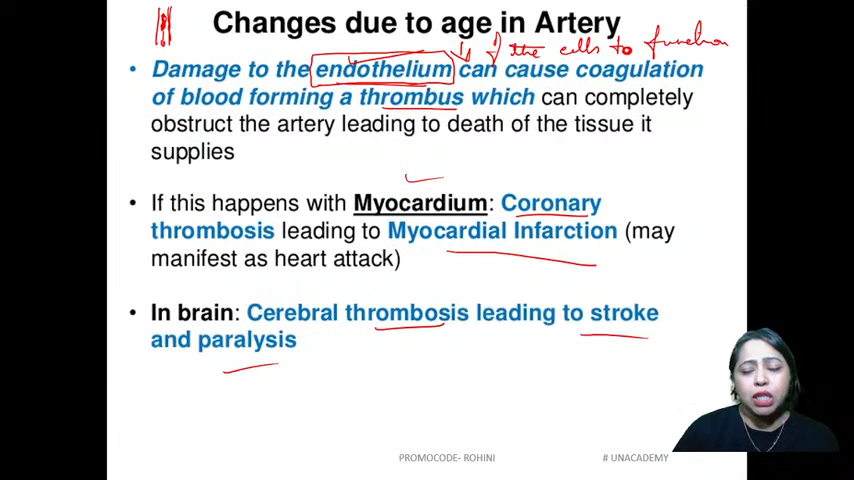 Changes due to age in Artery
↓ of the cells to function
• Damage to the endothelium can cause coagulation
of blood forming a thrombus which can completely
obstruct the artery leading to death of the tissue it
supplies
• If this happens with Myocardium: Coronary
thrombosis leading to Myocardial Infarction (may
manifest as heart attack)
• In brain: Cerebral thrombosis leading to stroke
and paralysis
PROMOCODE- ROHINI # UNACADEMY